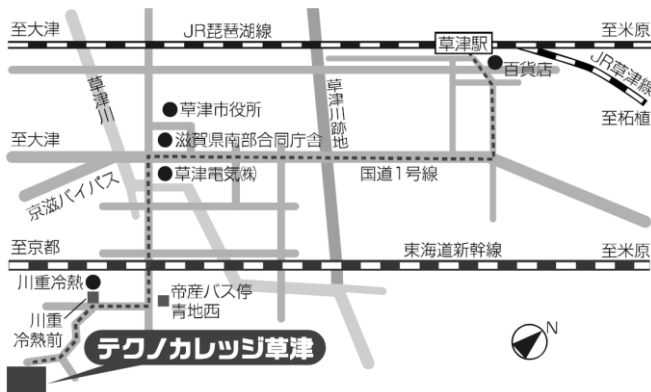 至大津
JR琵琶湖線
草津駅
至米原
百貨店
JR草津線
至柘植
草津川
草津市役所
草津川跡地
滋賀県南部合同庁舎
至大津
草津電気㈱
国道1号線
京滋バイパス
至京都
東海道新幹線
至米原
川重冷熱
川重
冷熱前
帝産バス停
青地西
テクノカレッジ草津
N